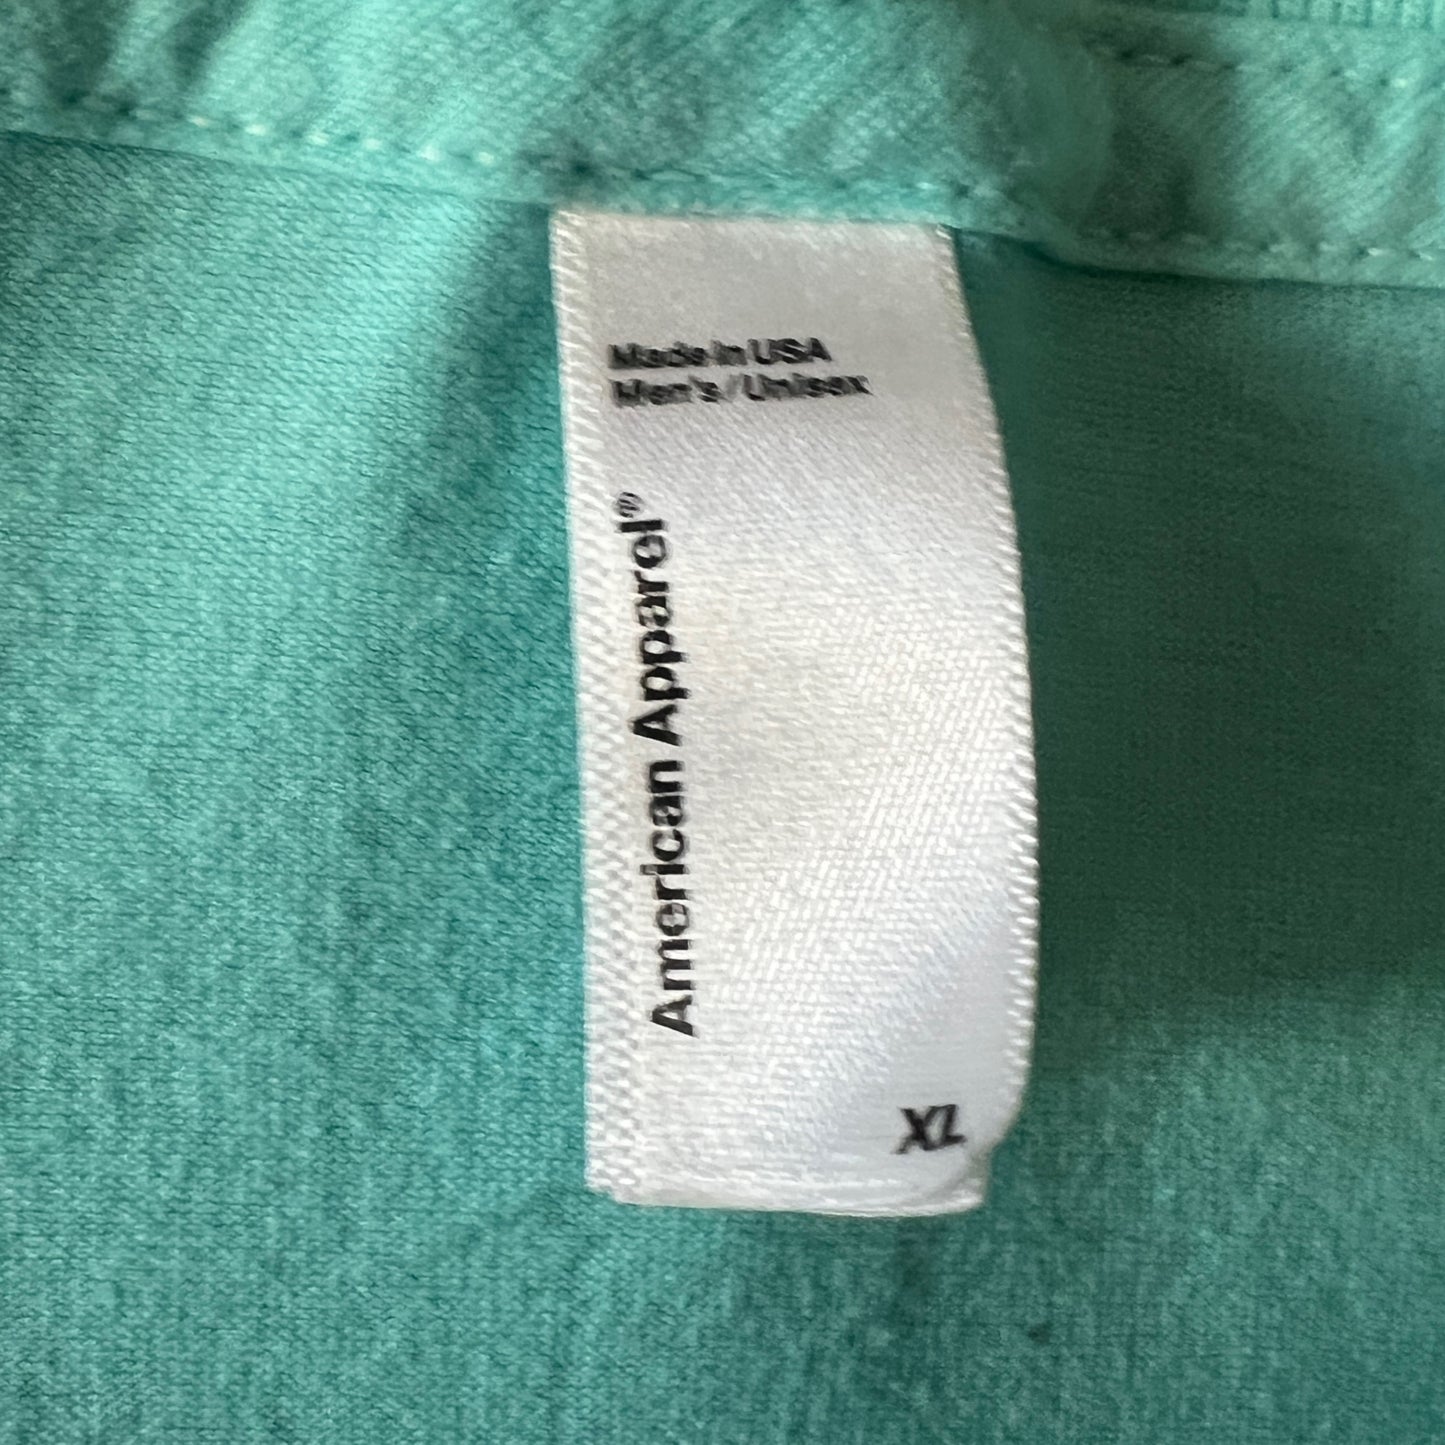 Made in USA
Men's / Unisex
American Apparel®
XL